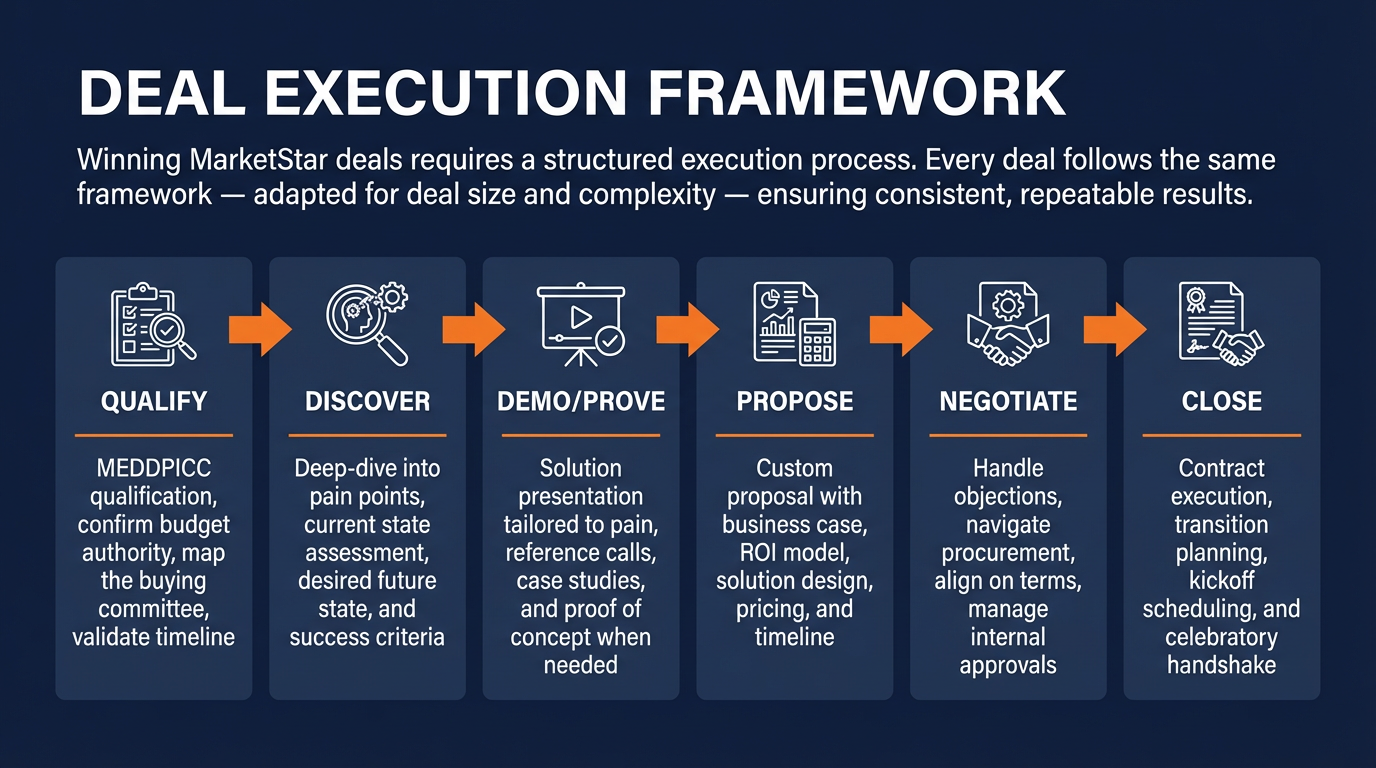 DEAL EXECUTION FRAMEWORK
Winning MarketStar deals requires a structured execution process. Every deal follows the same
framework — adapted for deal size and complexity — ensuring consistent, repeatable results.
QUALIFY
MEDDPICC
qualification,
confirm budget
authority, map
the buying
committee,
validate timeline
DISCOVER
Deep-dive into
pain points,
current state
assessment,
desired future
state, and
success criteria
DEMO/PROVE
Solution
presentation
tailored to pain,
reference calls,
case studies,
and proof of
concept when
needed
PROPOSE
Custom
proposal with
business case,
ROI model,
solution design,
pricing, and
timeline
NEGOTIATE
Handle
objections,
navigate
procurement,
align on terms,
manage
internal
approvals
CLOSE
Contract
execution,
transition
planning,
kickoff
scheduling, and
celebratory
handshake